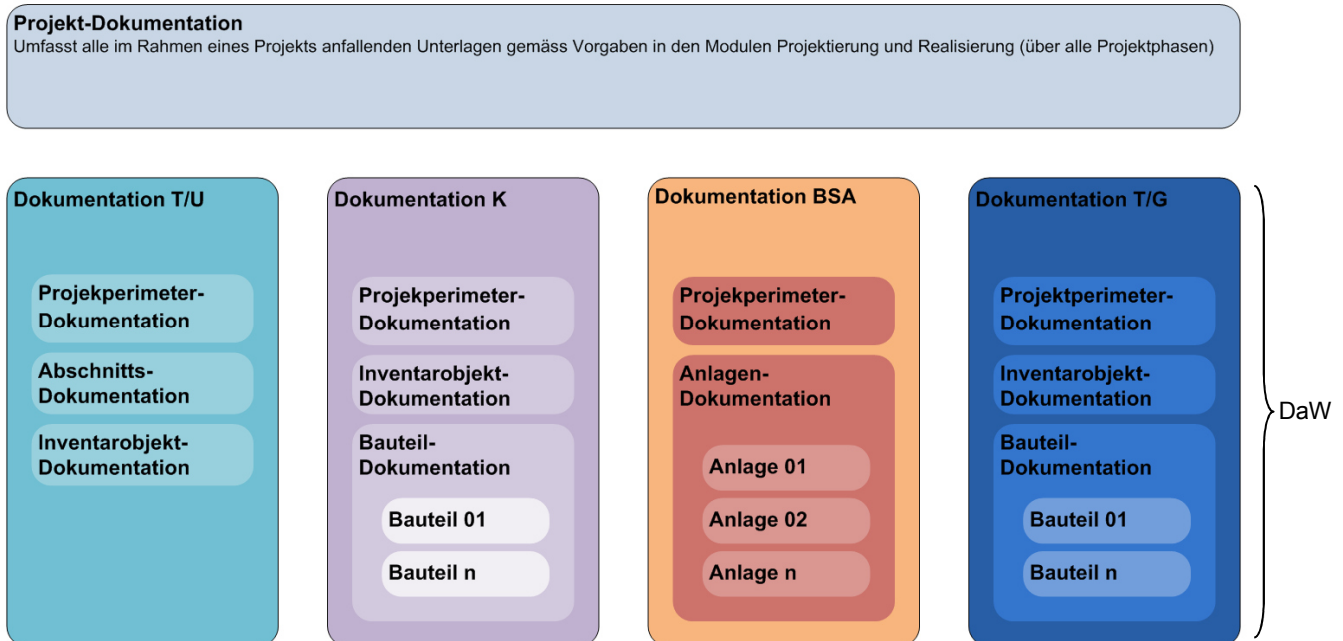 Projekt-Dokumentation
Umfasst alle im Rahmen eines Projekts anfallenden Unterlagen gemäss Vorgaben in den Modulen Projektierung und Realisierung (über alle Projektphasen)
Dokumentation T/U
Projekperimeter-
Dokumentation
Abschnitts-
Dokumentation
Inventarobjekt-
Dokumentation
Dokumentation K
Projekperimeter-
Dokumentation
Inventarobjekt-
Dokumentation
Bauteil-
Dokumentation
Bauteil 01
Bauteil n
Dokumentation BSA
Projekperimeter-
Dokumentation
Anlagen-
Dokumentation
Anlage 01
Anlage 02
Anlage n
Dokumentation T/G
Projektperimeter-
Dokumentation
Inventarobjekt-
Dokumentation
Bauteil-
Dokumentation
Bauteil 01
Bauteil n
DaW